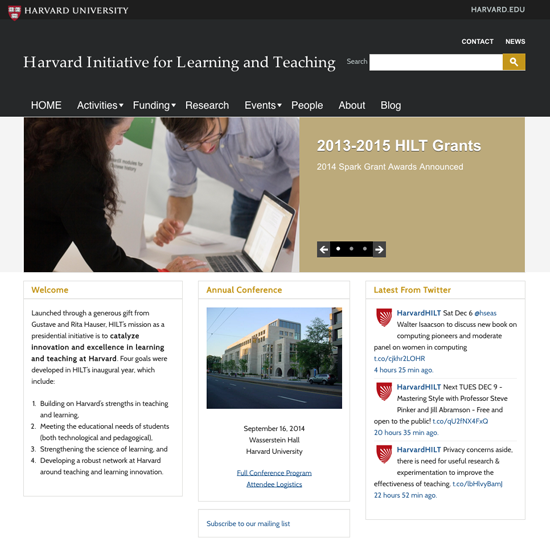 HARVARD UNIVERSITY
HARVARD.EDU
CONTACT NEWS
Harvard Initiative for Learning and Teaching
Search
HOME Activities Funding Research Events People About Blog
2013-2015 HILT Grants
2014 Spark Grant Awards Announced
Welcome
Launched through a generous gift from
Gustave and Rita Hauser, HILT's mission as a
presidential initiative is to catalyze
innovation and excellence in learning
and teaching at Harvard. Four goals were
developed in HILT's inaugural year, which
include:
1. Building on Harvard's strengths in teaching
and learning,
2. Meeting the educational needs of students
(both technological and pedagogical),
3. Strengthening the science of learning, and
4. Developing a robust network at Harvard
around teaching and learning innovation.
Annual Conference
September 16, 2014
Wasserstein Hall
Harvard University
Full Conference Program
Attendee Logistics
Subscribe to our mailing list
Latest From Twitter
HarvardHILT Sat Dec 6 @hseas
Walter Isaacson to discuss new book on
computing pioneers and moderate
panel on women in computing
t.co/cjkhr2LOHR
4 hours 25 min ago.
HarvardHILT Next TUES DEC 9 -
Mastering Style with Professor Steve
Pinker and Jill Abramson - Free and
open to the public! t.co/qU2fNX4FxQ
20 hours 35 min ago.
HarvardHILT Privacy concerns aside,
there is need for useful research &
experimentation to improve the
effectiveness of teaching.
22 hours 52 min ago.